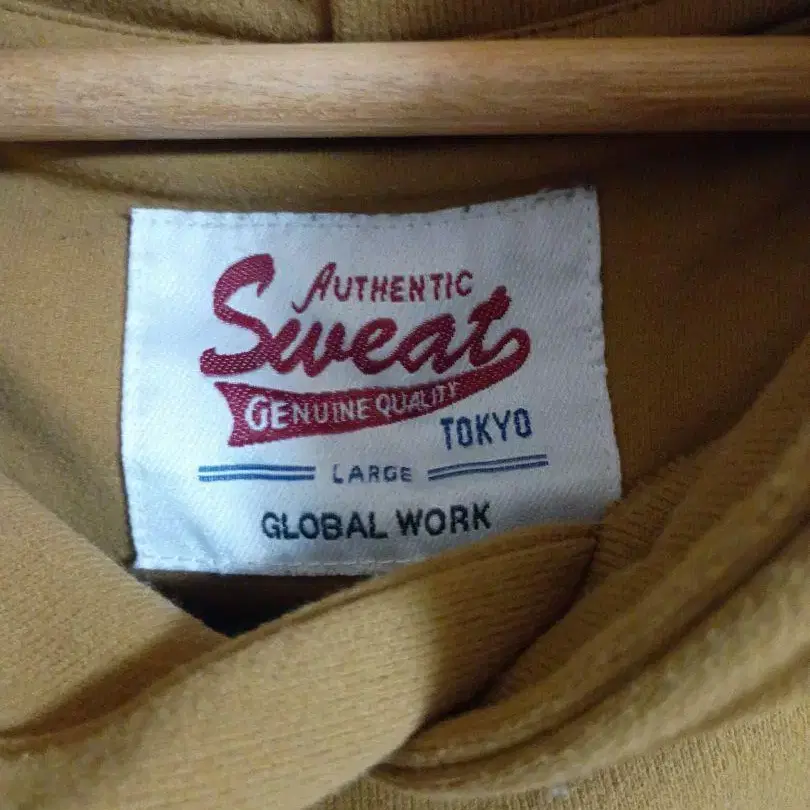 AUTHENTIC
Sweat
GENUINE QUALITY
TOKYO
LARGE
GLOBAL WORK